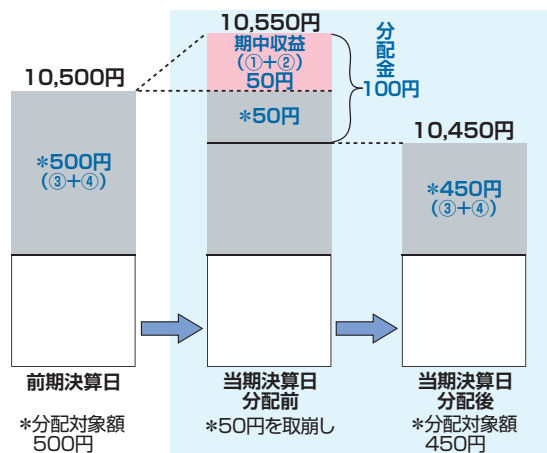 10,500円
*500円
(③+④)
前期決算日
*分配対象額
500円
10,550円
期中収益
(①+②)
50円
*50円
分配金
100円
当期決算日
分配前
*50円を取崩し
10,450円
*450円
(③+④)
当期決算日
分配後
*分配対象額
450円